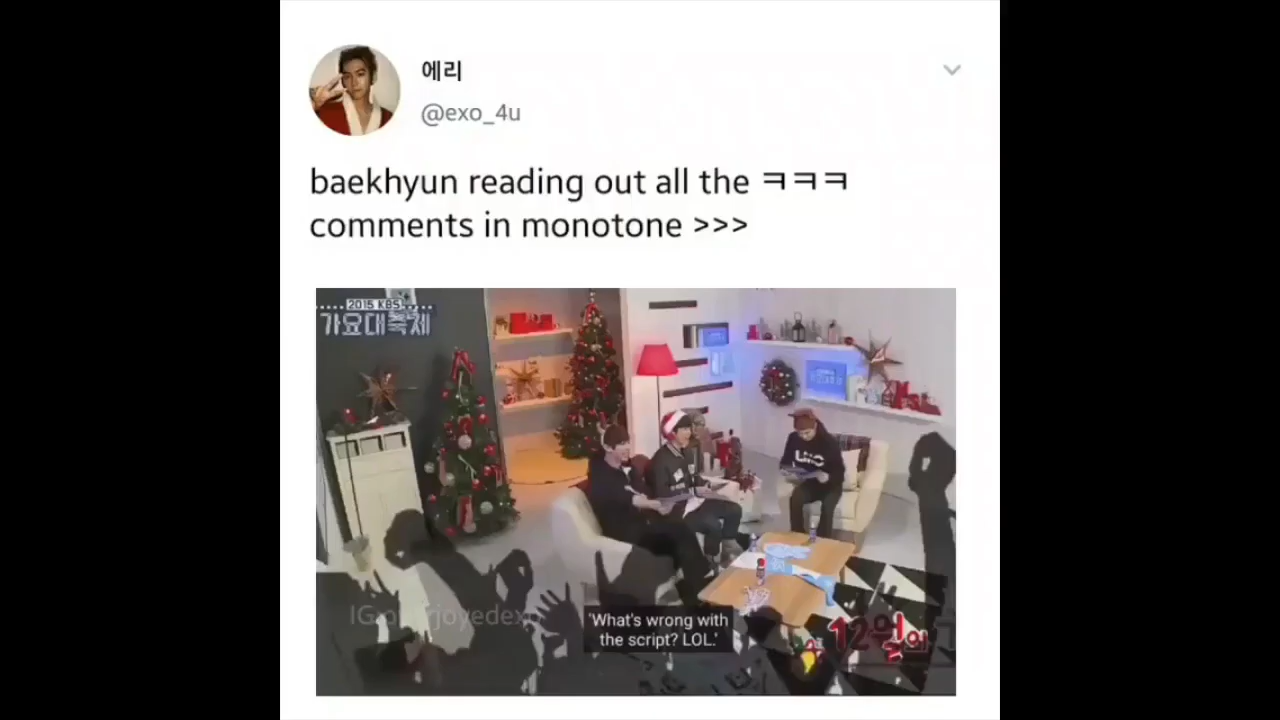 에리
@exo_4u
baekhyun reading out all the ㅋㅋㅋ
comments in monotone >>>
2015 KBS
가요대축제
'What's wrong with
the script? LOL.'
12월의